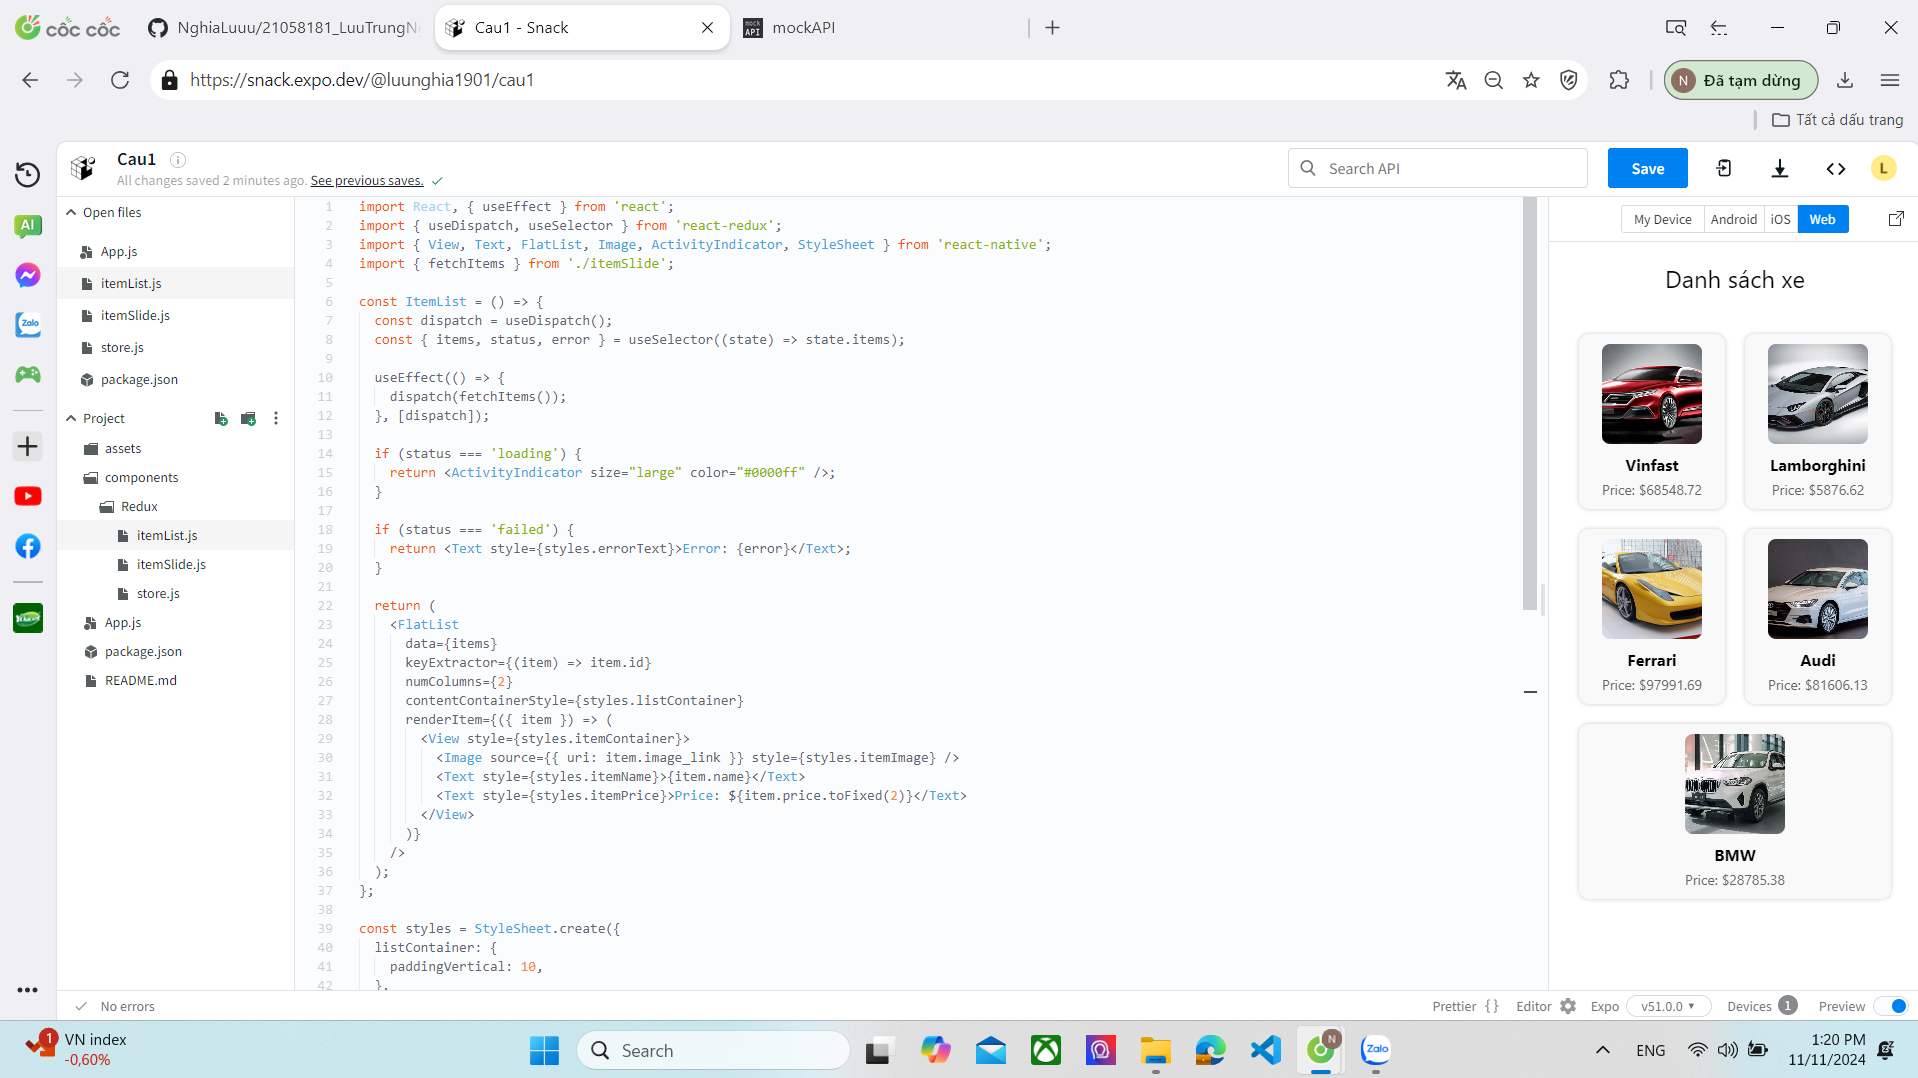 cốc cốc
NghiaLuuu/21058181_LuuTrungNg
Cau1 - Snack
mock API
mockAPI
https://snack.expo.dev/@luunghia1901/cau1
N
Đã tạm dừng
Tất cả dấu trang
Cau1
All changes saved 2 minutes ago. See previous saves.
Search API
Save
L
AI
Zalo
Open files
App.js
itemList.js
itemSlide.js
store.js
package.json
Project
assets
components
Redux
itemList.js
itemSlide.js
store.js
App.js
package.json
README.md
1 import React, { useEffect } from 'react';
2 import { useDispatch, useSelector } from 'react-redux';
3 import { View, Text, FlatList, Image, ActivityIndicator, StyleSheet } from 'react-native';
4 import { fetchItems } from './itemSlide';
5
6 const ItemList = () => {
7 const dispatch = useDispatch();
8 const { items, status, error } = useSelector((state) => state.items);
9
10 useEffect(() => {
11 dispatch(fetchItems());
12 }, [dispatch]);
13
14 if (status === 'loading') {
15 return <ActivityIndicator size="large" color="#0000ff" />;
16 }
17
18 if (status === 'failed') {
19 return <Text style={styles.errorText}>Error: {error}</Text>;
20 }
21
22 return (
23 <FlatList
24 data={items}
25 keyExtractor={(item) => item.id}
26 numColumns={2}
27 contentContainerStyle={styles.listContainer}
28 renderItem={({ item }) => (
29 <View style={styles.itemContainer}>
30 <Image source={{ uri: item.image_link }} style={styles.itemImage} />
31 <Text style={styles.itemName}>{item.name}</Text>
32 <Text style={styles.itemPrice}>Price: ${item.price.toFixed(2)}</Text>
33 </View>
34 )}
35 />
36 );
37 };
38
39 const styles = StyleSheet.create({
40 listContainer: {
41 paddingVertical: 10,
42 },
My Device
Android
iOS
Web
Danh sách xe
Vinfast
Price: $68548.72
Lamborghini
Price: $5876.62
Ferrari
Price: $97991.69
Audi
Price: $81606.13
BMW
Price: $28785.38
No errors
Prettier {}
Editor
Expo
v51.0.0
Devices 1
Preview
1
VN index
-0,60%
Search
N
Zalo
ENG
1:20 PM
11/11/2024